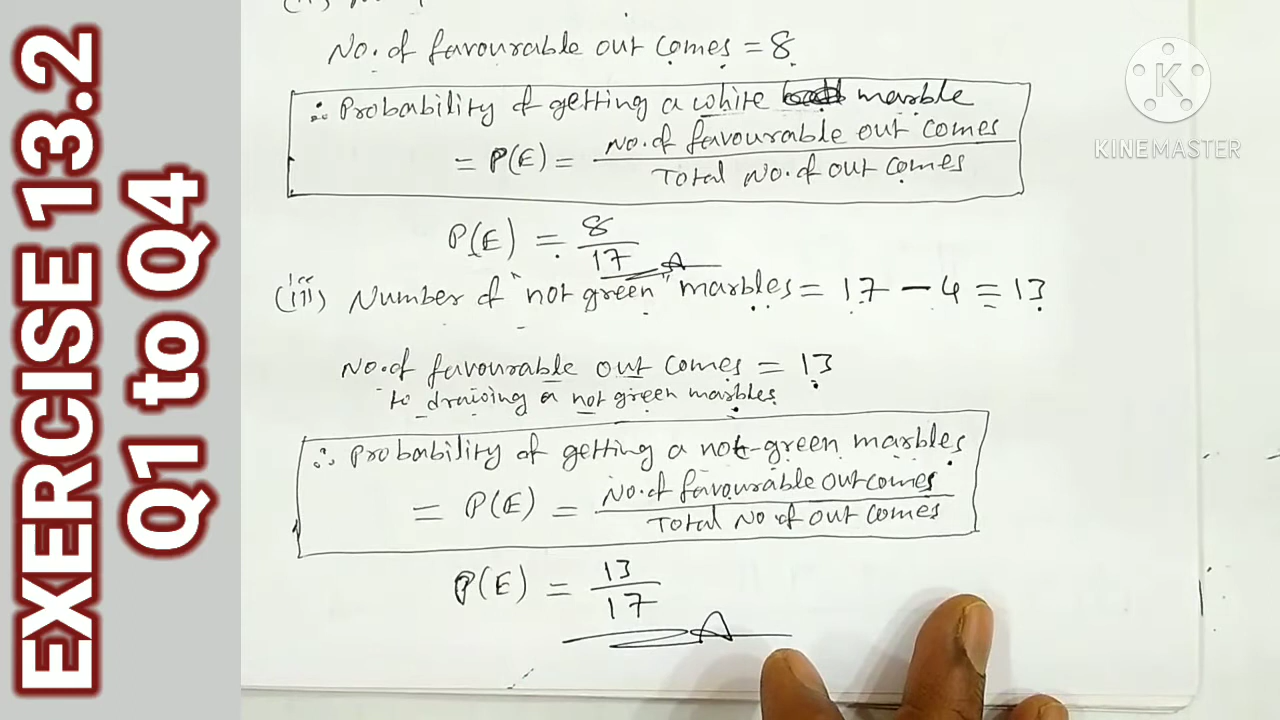 EXERCISE 13.2
Q1 to Q4
K
KINEMASTER
No. of favourable out comes = 8
∴ Probability of getting a white marble
= P(E) = No. of favourable out comes
Total No. of out comes
P(E) = 8
17
(iii) Number of "not green" marbles = 17 - 4 = 13
No. of favourable out comes = 13
to draising a not green marbles
∴ Probability of getting a not-green marbles
= P(E) = No. of favourable outcomes
Total No of out comes
P(E) = 13
17
A